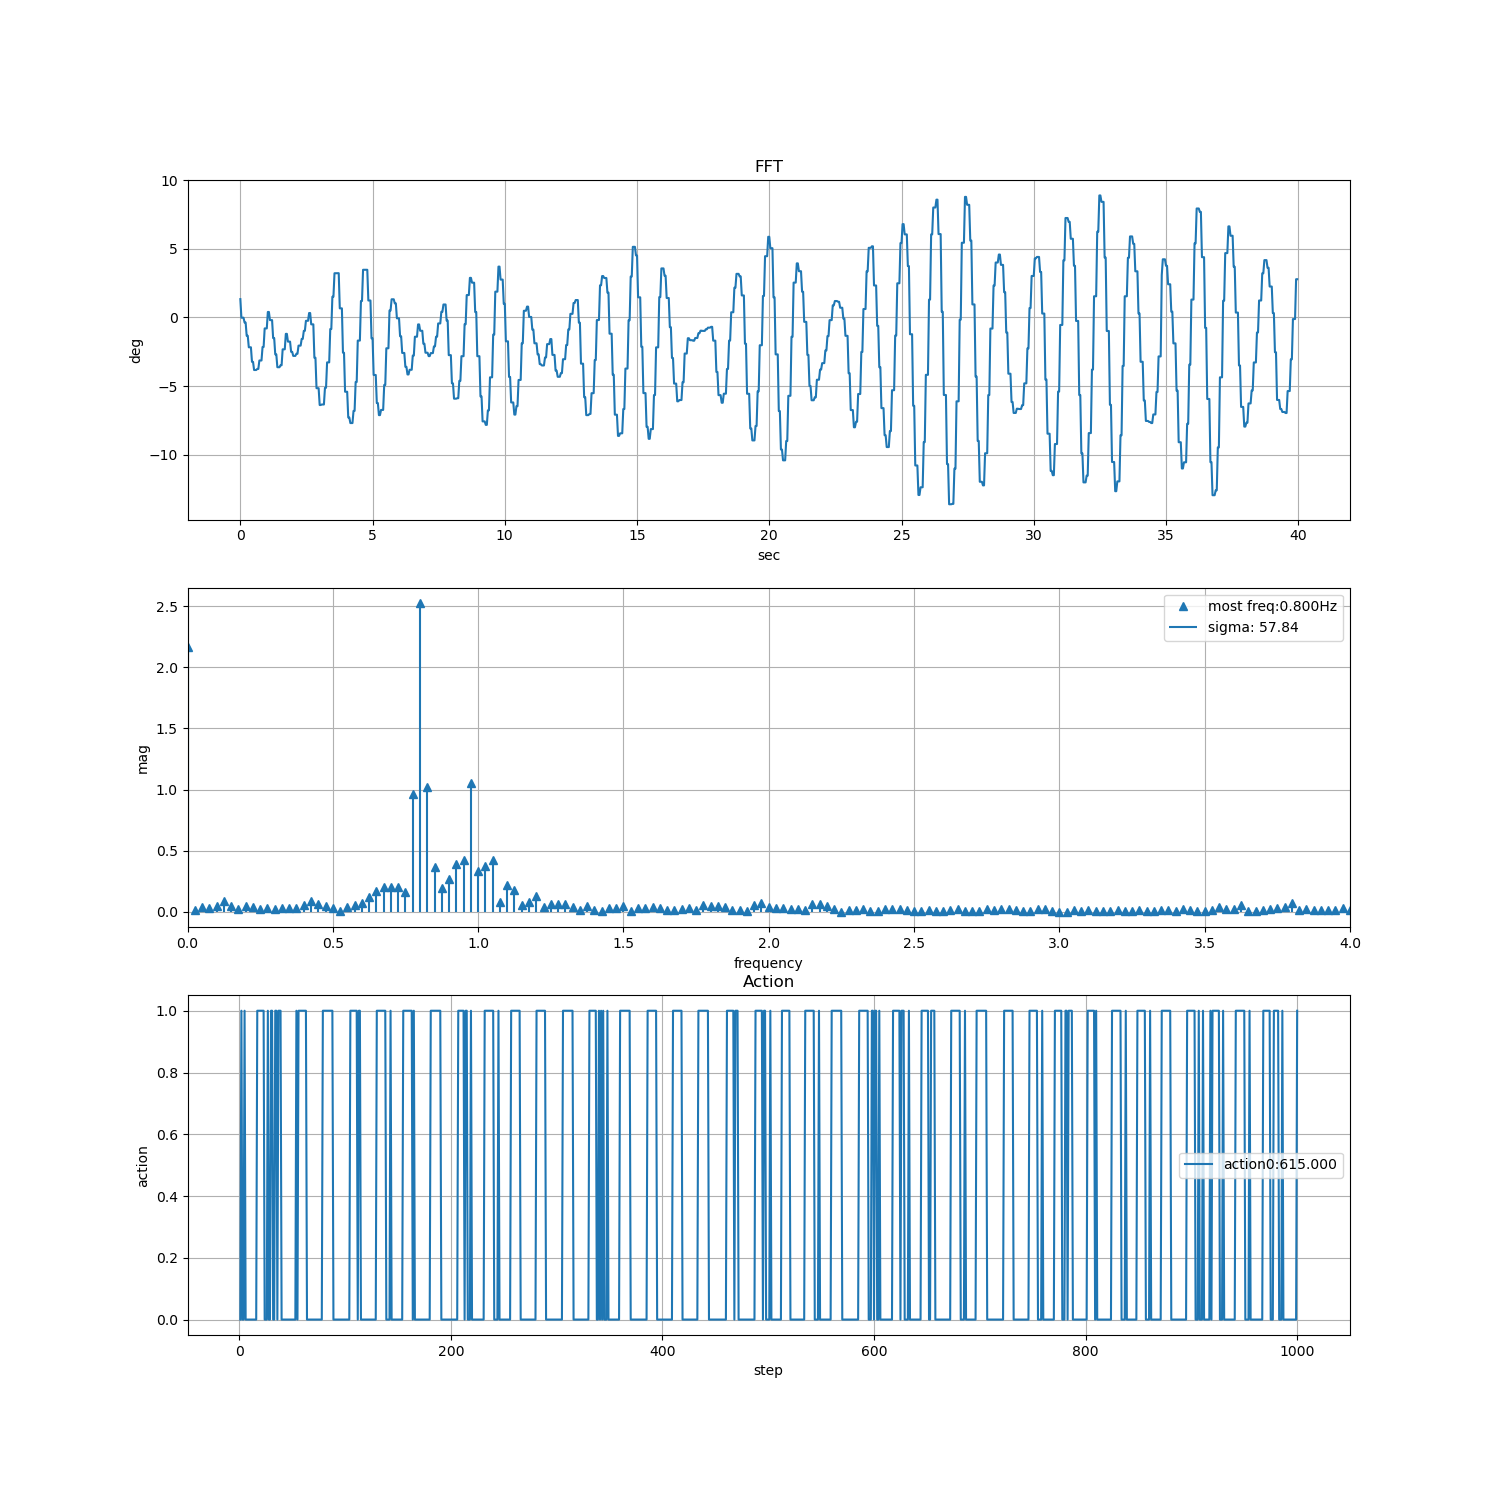 FFT
10
5
0
−5
−10
deg
0 5 10 15 20 25 30 35 40
sec
2.5
2.0
1.5
1.0
0.5
0.0
mag
most freq:0.800Hz
sigma: 57.84
0.0 0.5 1.0 1.5 2.0 2.5 3.0 3.5 4.0
frequency
Action
1.0
0.8
0.6
0.4
0.2
0.0
action
action0:615.000
0 200 400 600 800 1000
step